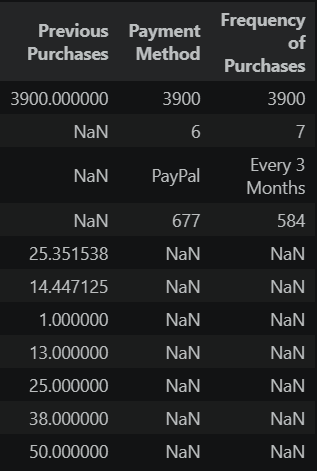 Previous Purchases Payment Method Frequency of Purchases
3900.000000 3900 3900
NaN 6 7
NaN PayPal Every 3 Months
NaN 677 584
25.351538 NaN NaN
14.447125 NaN NaN
1.000000 NaN NaN
13.000000 NaN NaN
25.000000 NaN NaN
38.000000 NaN NaN
50.000000 NaN NaN